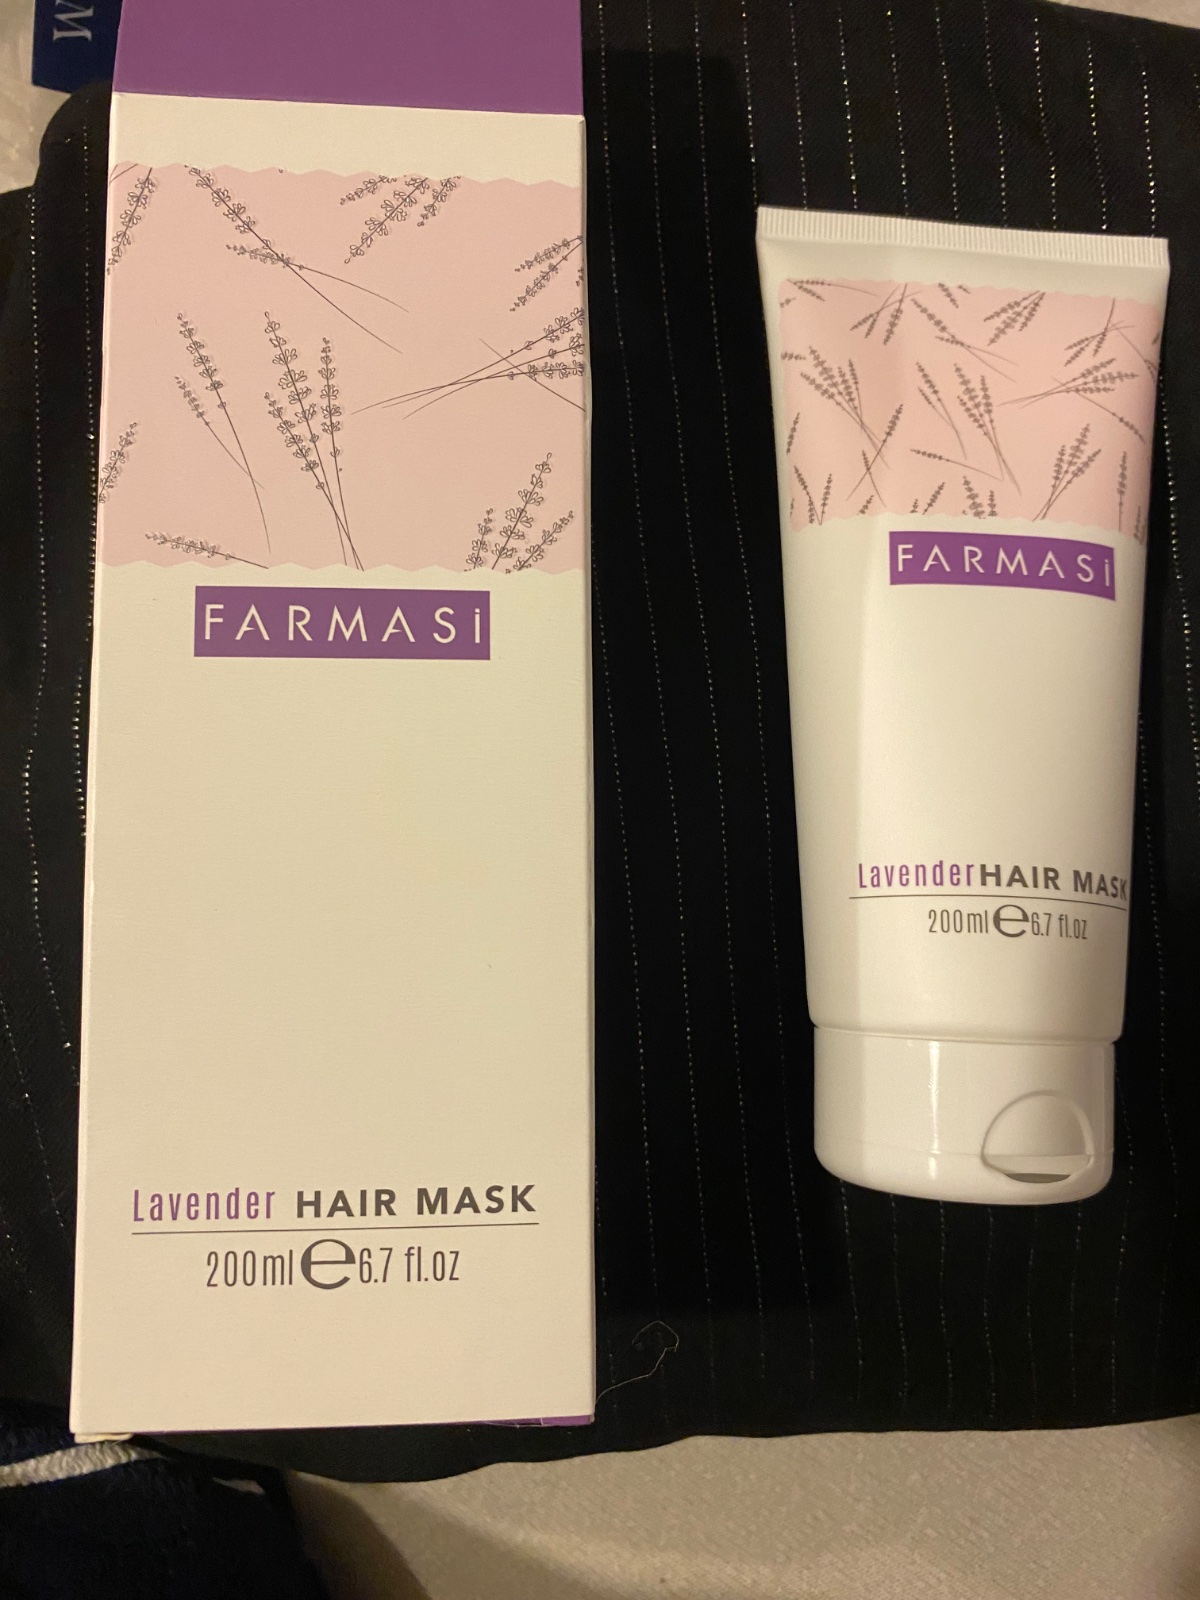 M
FARMASi
Lavender HAIR MASK
200ml e 6.7 fl.oz
FARMASi
Lavender HAIR MASK
200ml e 6.7 fl.oz